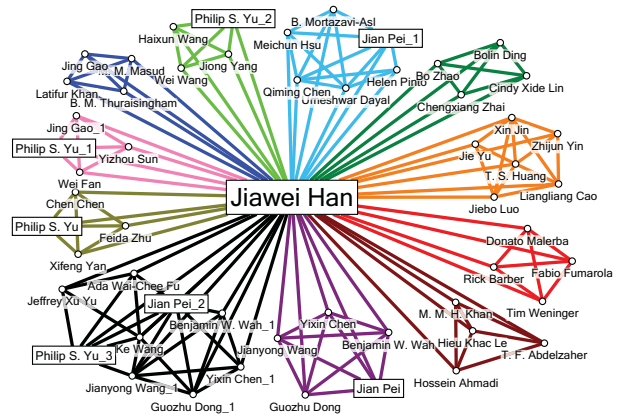 Philip S. Yu_2
B. Mortazavi-Asl
Haixun Wang
Meichun Hsu
Jian Pei_1
Bolin Ding
Jing Gao
M. M. Masud
Wei Wang
Jiong Yang
Bo Zhao
Latifur Khan
Qiming Chen
Helen Pinto
Cindy Xide Lin
B. M. Thuraisingham
Umeshwar Dayal
Chengxiang Zhai
Jing Gao_1
Xin Jin
Philip S. Yu_1
Yizhou Sun
Jie Yu
Zhijun Yin
Wei Fan
T. S. Huang
Chen Chen
Jiawei Han
Jiebo Luo
Liangliang Cao
Philip S. Yu
Feida Zhu
Donato Malerba
Xifeng Yan
Rick Barber
Fabio Fumarola
Ada Wai-Chee Fu
Jeffrey Xu Yu
Jian Pei_2
Tim Weninger
Benjamin W. Wah_1
Yixin Chen
M. M. H. Khan
Philip S. Yu_3
Ke Wang
Jianyong Wang
Benjamin W. Wah
Hieu Khac Le
T. F. Abdelzaher
Jianyong Wang_1
Yixin Chen_1
Hossein Ahmadi
Guozhu Dong_1
Guozhu Dong
Jian Pei